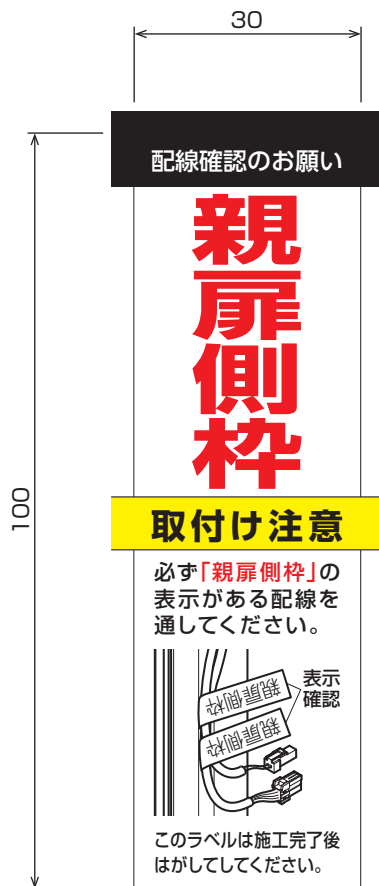 30
100
配線確認のお願い
親扉側枠
取付け注意
必ず「親扉側枠」の
表示がある配線を
通してください。
親扉側枠
親扉側枠
表示
確認
このラベルは施工完了後
はがしてしてください。